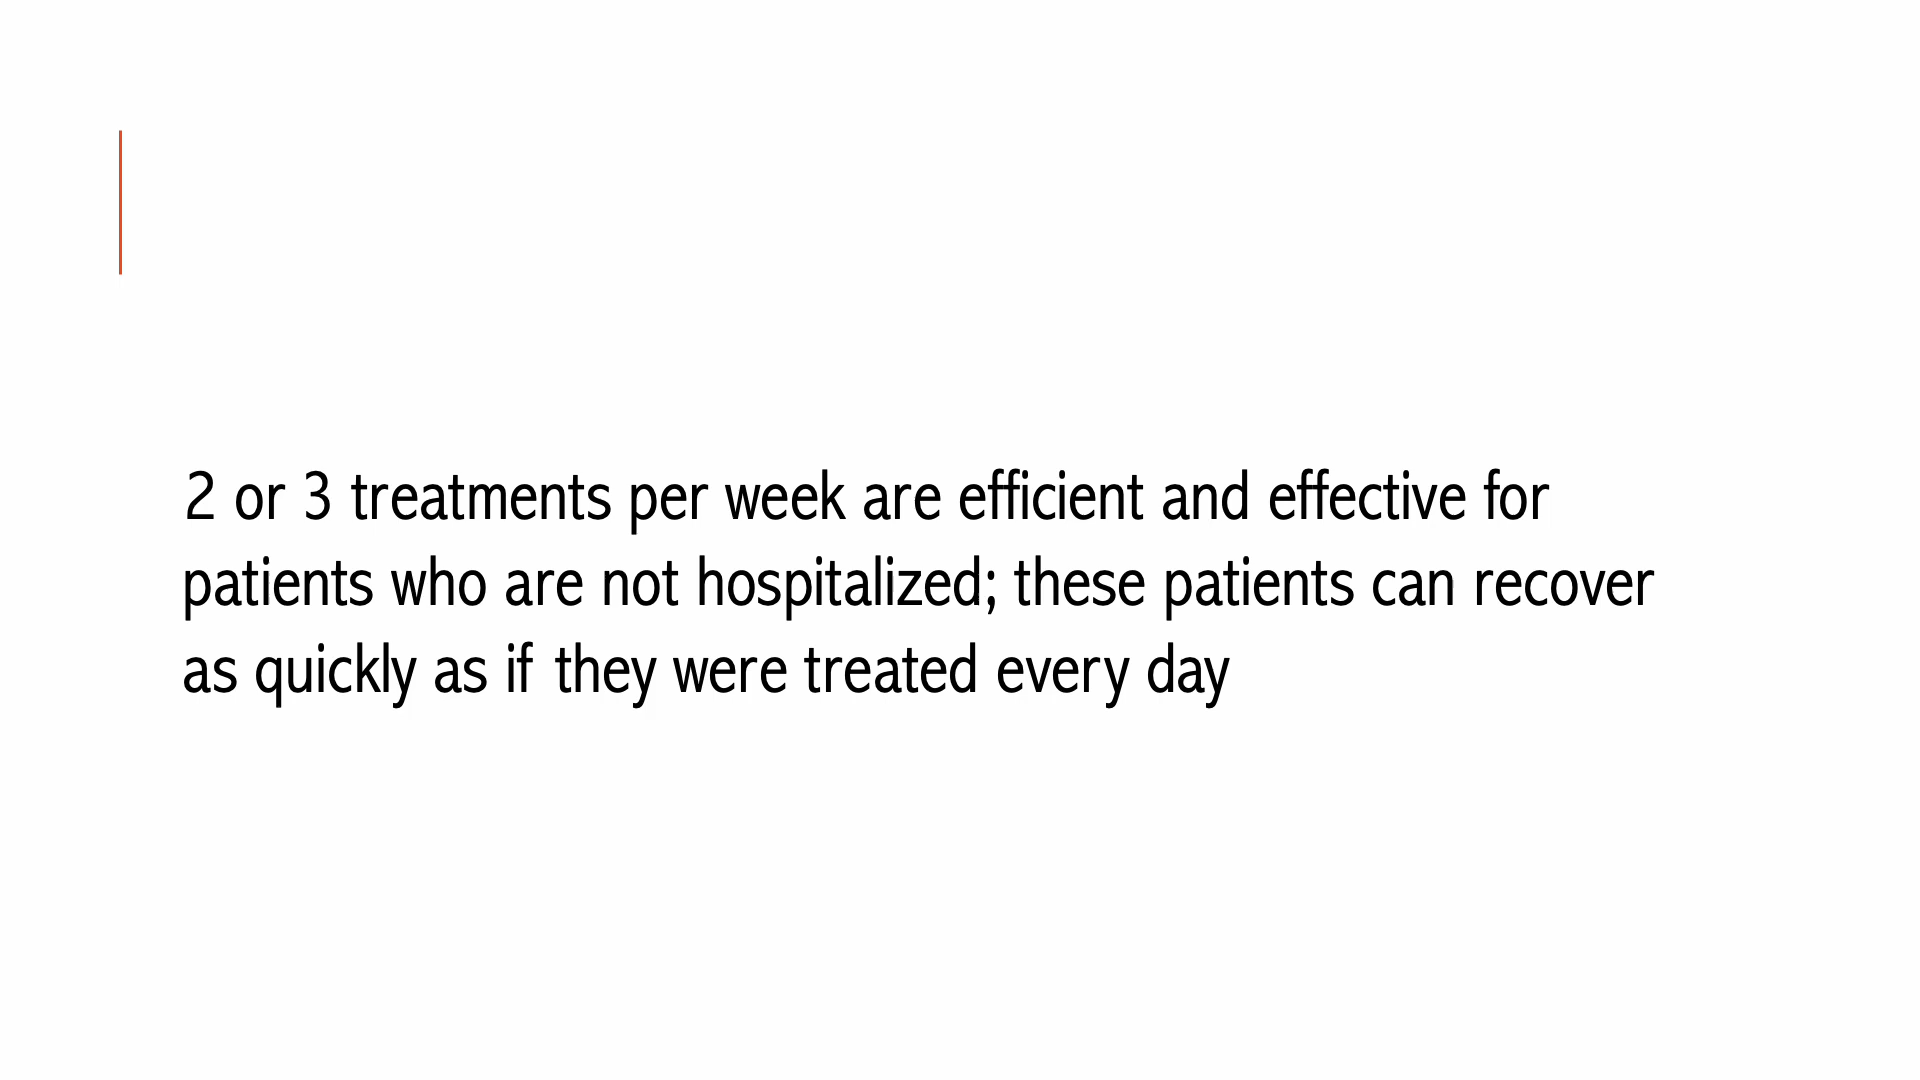 2 or 3 treatments per week are efficient and effective for
patients who are not hospitalized; these patients can recover
as quickly as if they were treated every day